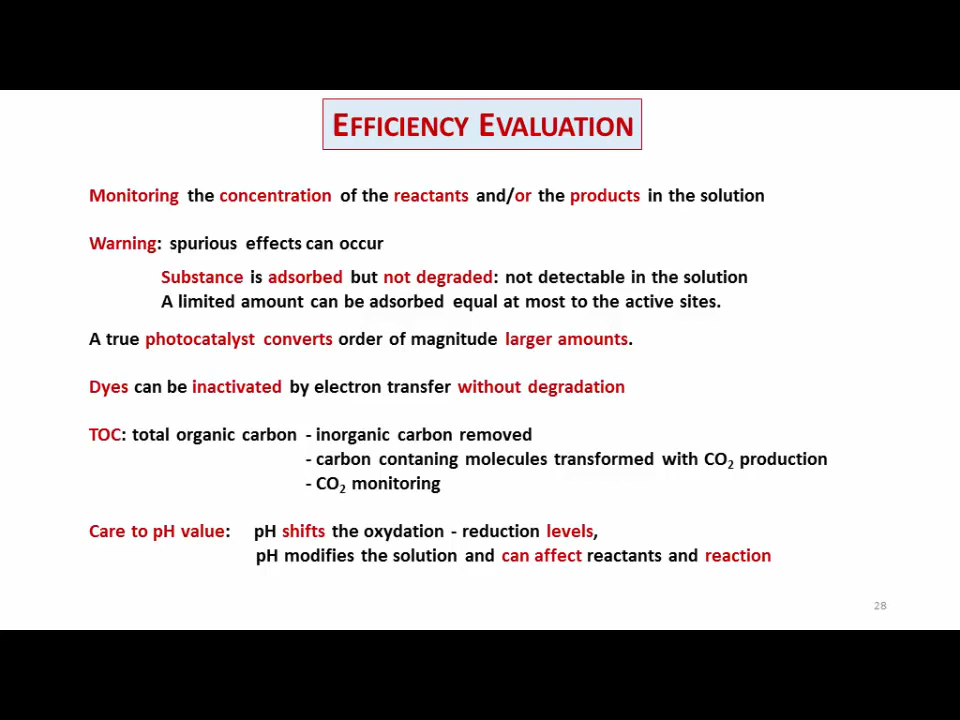 EFFICIENCY EVALUATION
Monitoring the concentration of the reactants and/or the products in the solution
Warning: spurious effects can occur
Substance is adsorbed but not degraded: not detectable in the solution
A limited amount can be adsorbed equal at most to the active sites.
A true photocatalyst converts order of magnitude larger amounts.
Dyes can be inactivated by electron transfer without degradation
TOC: total organic carbon - inorganic carbon removed
- carbon contaning molecules transformed with CO₂ production
- CO₂ monitoring
Care to pH value: pH shifts the oxydation - reduction levels,
pH modifies the solution and can affect reactants and reaction
28